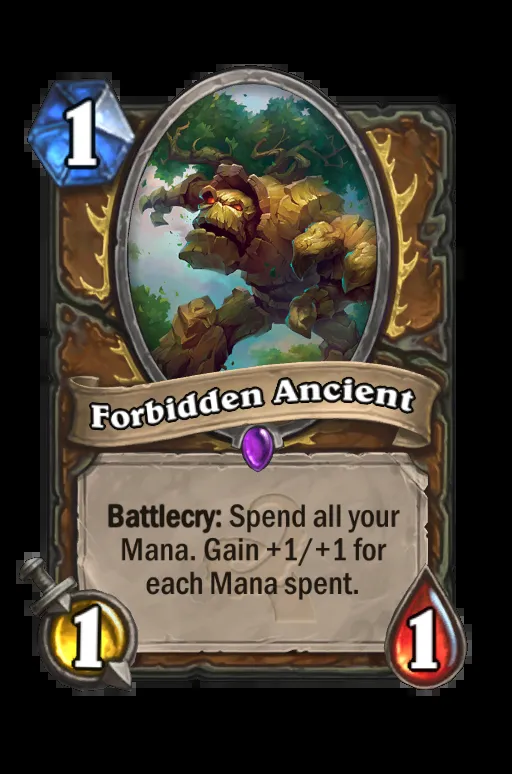 1
Forbidden Ancient
Battlecry: Spend all your
Mana. Gain +1/+1 for
each Mana spent.
1
1